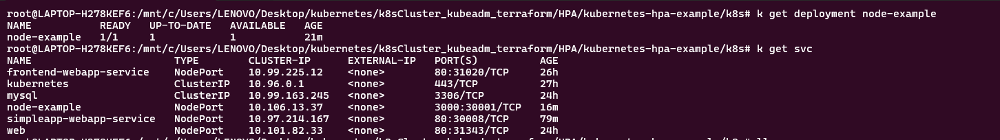 root@LAPTOP-H278KEF6:/mnt/c/Users/LENOVO/Desktop/kubernetes/k8sCluster_kubeadm_terraform/HPA/kubernetes-hpa-example/k8s# k get deployment node-example
NAME READY UP-TO-DATE AVAILABLE AGE
node-example 1/1 1 1 21m
root@LAPTOP-H278KEF6:/mnt/c/Users/LENOVO/Desktop/kubernetes/k8sCluster_kubeadm_terraform/HPA/kubernetes-hpa-example/k8s# k get svc
NAME TYPE CLUSTER-IP EXTERNAL-IP PORT(S) AGE
frontend-webapp-service NodePort 10.99.225.12 <none> 80:31020/TCP 26h
kubernetes ClusterIP 10.96.0.1 <none> 443/TCP 27h
mysql ClusterIP 10.99.163.245 <none> 3306/TCP 24h
node-example NodePort 10.106.13.37 <none> 3000:30001/TCP 16m
simpleapp-webapp-service NodePort 10.97.214.167 <none> 80:30008/TCP 79m
web NodePort 10.101.82.33 <none> 80:31343/TCP 24h